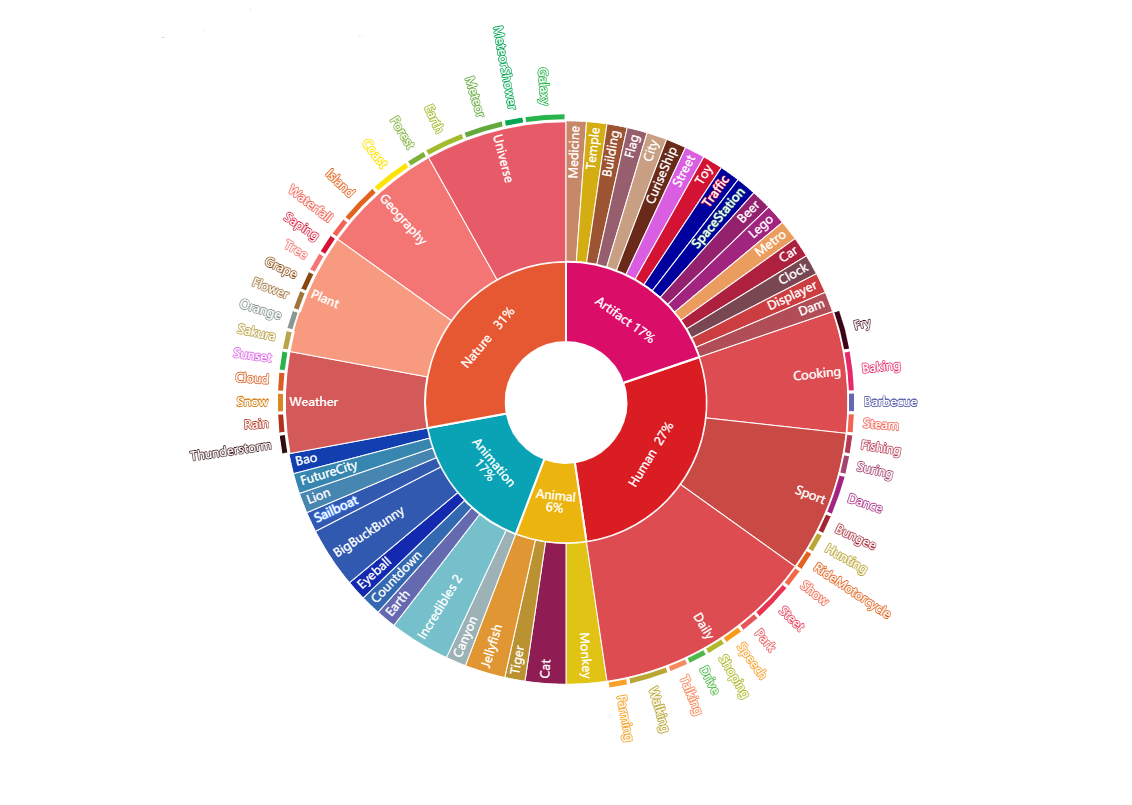 Artifact 17%
Medicine
Temple
Building
Flag
City
CuriseShip
Street
Toy
Traffic
SpaceStation
Beer
Lego
Metro
Car
Clock
Displayer
Dam
Human 27%
Cooking
Fry
Baking
Barbecue
Steam
Sport
Fishing
Suring
Dance
Bungee
Hunting
RideMotorcycle
Daily
Show
Steet
Park
Speech
Shoping
Drive
Talking
Walking
Farming
Animal
6%
Monkey
Cat
Tiger
Jellyfish
Animation
17%
Canyon
Incredibles 2
Earth
Countdown
Eyeball
BigBuckBunny
Sailboat
Lion
FutureCity
Bao
Nature 31%
Weather
Thunderstorm
Rain
Snow
Cloud
Sunset
Plant
Sakura
Orange
Flower
Grape
Tree
Saping
Geography
Waterfall
Island
Coast
Forest
Universe
Earth
Meteor
MeteorShower
Galaxy